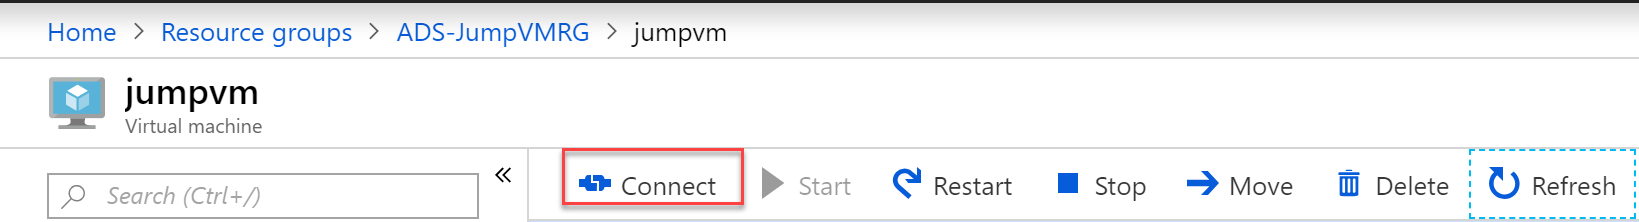 Home > Resource groups > ADS-JumpVMRG > jumpvm
jumpvm
Virtual machine
Search (Ctrl+/)
«
Connect Start Restart Stop Move Delete Refresh